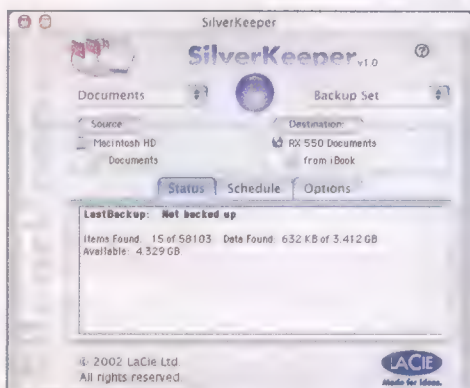 SilverKeeper
SilverKeeper v1.0
?
Documents
Backup Set
Source
Destination:
Macintosh HD
RX 550 Documents
Documents
from iBook
Status
Schedule
Options
LastBackup: Not backed up
Items Found: 15 of 58103 Data Found: 632 KB of 3.412 GB
Available: 4.329 GB
© 2002 LaCie Ltd
All rights reserved
LACIE
Made for Ideas.